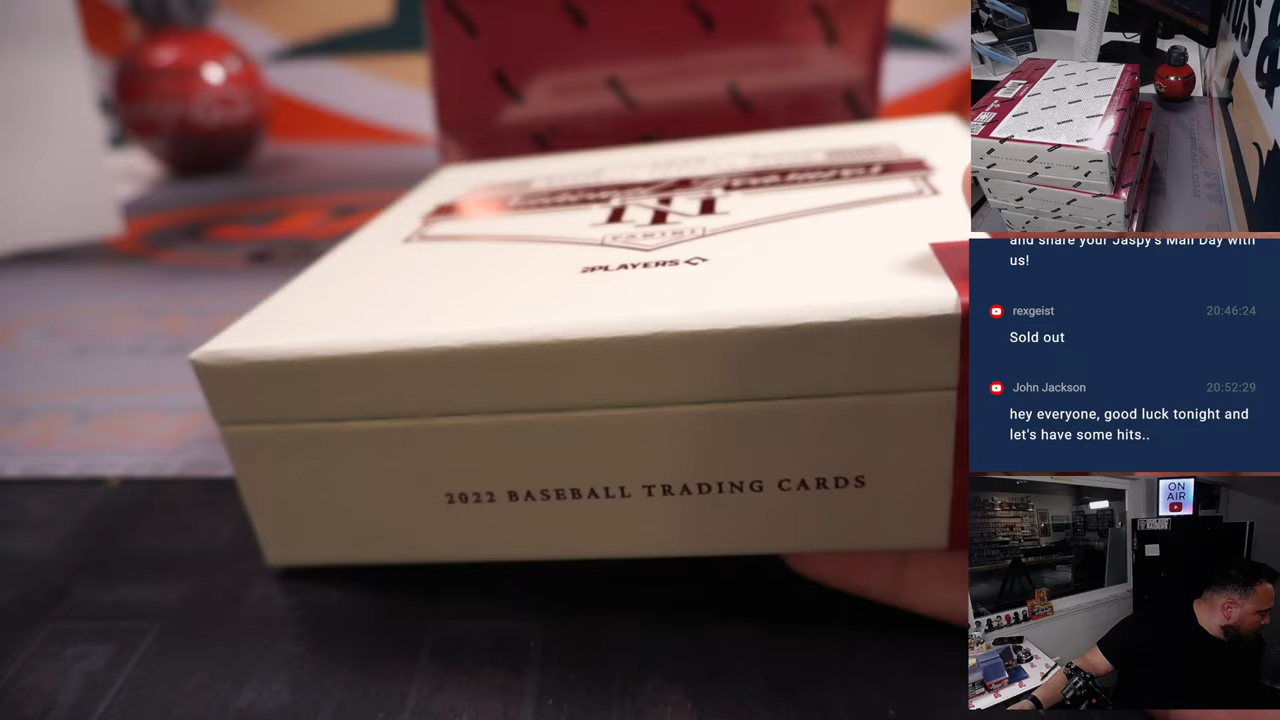 PANINI
PLAYERS
2022 BASEBALL TRADING CARDS
and share your Jaspy's Mail Day with
us!
rexgeist
20:46:24
Sold out
John Jackson
20:52:29
hey everyone, good luck tonight and
let's have some hits..
ON
AIR